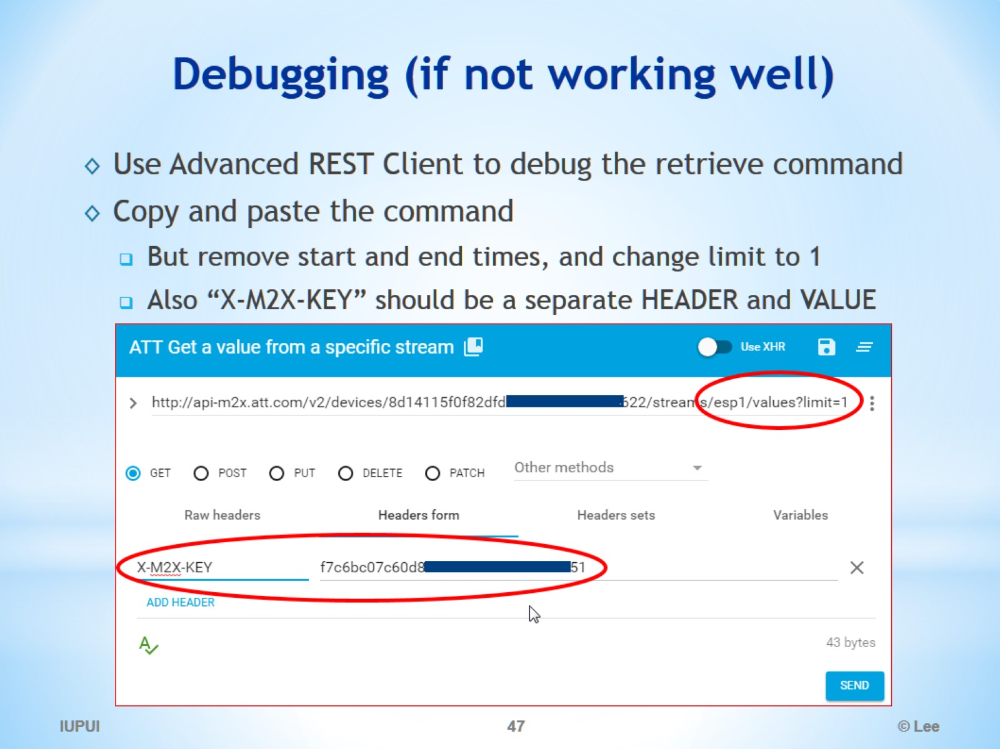 Debugging (if not working well)
Use Advanced REST Client to debug the retrieve command
Copy and paste the command
But remove start and end times, and change limit to 1
Also “X-M2X-KEY” should be a separate HEADER and VALUE
ATT Get a value from a specific stream
Use XHR
http://api-m2x.att.com/v2/devices/8d14115f0f82dfd 622/streams/esp1/values?limit=1
GET POST PUT DELETE PATCH Other methods
Raw headers Headers form Headers sets Variables
X-M2X-KEY f7c6bc07c60d8 51
ADD HEADER
43 bytes
SEND
IUPUI 47 © Lee